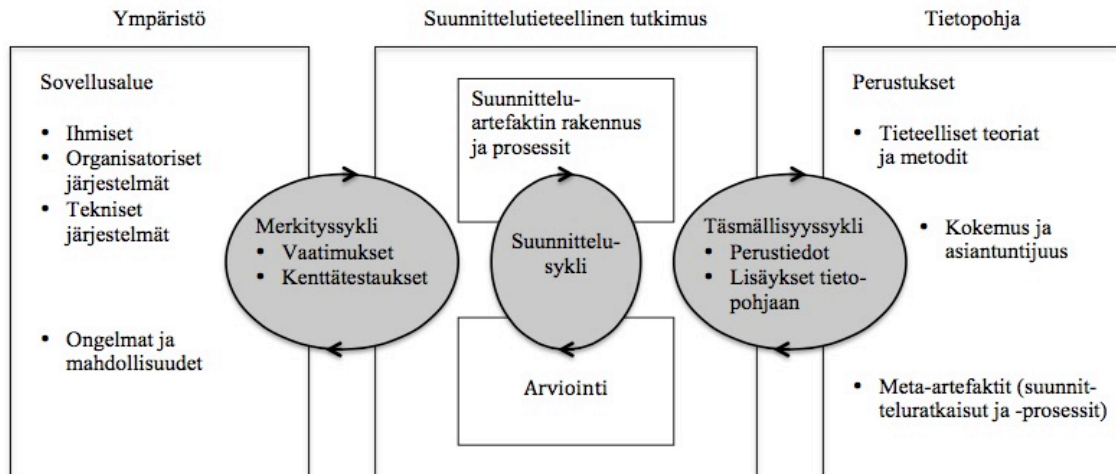 Ympäristö
Suunnittelutieteellinen tutkimus
Tietopohja
Sovellusalue
• Ihmiset
• Organisatoriset
järjestelmät
• Tekniset
järjestelmät
• Ongelmat ja
mahdollisuudet
Merkityssykli
• Vaatimukset
• Kenttätestaukset
Suunnittelu-
artefaktin rakennus
ja prosessit
Suunnittelu-
sykli
Arviointi
Täsmällisyyssykli
• Perustiedot
• Lisäykset tieto-
pohjaan
Perustukset
• Tieteelliset teoriat
ja metodit
• Kokemus ja
asiantuntijuus
• Meta-artefaktit (suunnit-
teluratkaisut ja -prosessit)